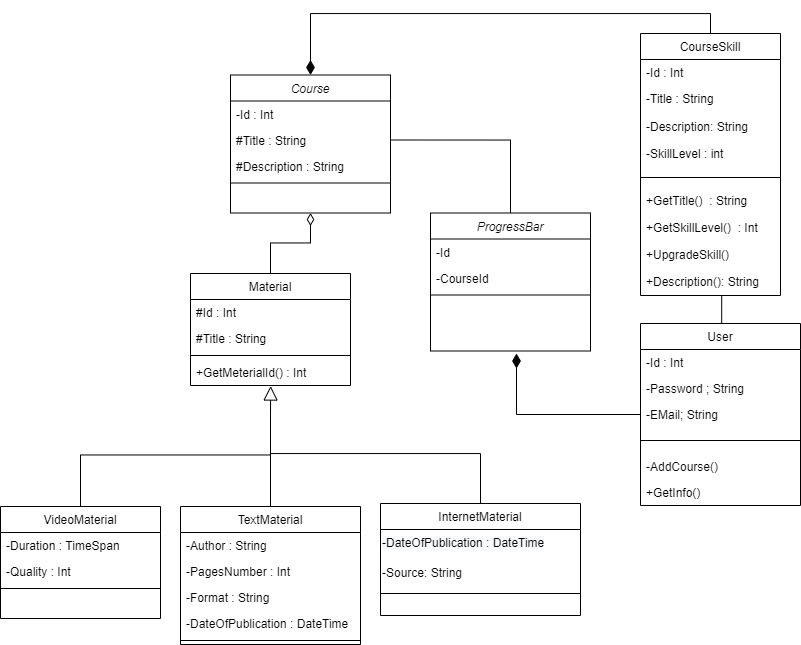 CourseSkill
-Id : Int
-Title : String
-Description: String
-SkillLevel : int
+GetTitle()  : String
+GetSkillLevel()  : Int
+UpgradeSkill()
+Description(): String
Course
-Id : Int
#Title : String
#Description : String
ProgressBar
-Id
-CourseId
Material
#Id : Int
#Title : String
+GetMeterialId() : Int
User
-Id : Int
-Password ; String
-EMail; String
-AddCourse()
+GetInfo()
VideoMaterial
-Duration : TimeSpan
-Quality : Int
TextMaterial
-Author : String
-PagesNumber : Int
-Format : String
-DateOfPublication : DateTime
InternetMaterial
-DateOfPublication : DateTime
-Source: String